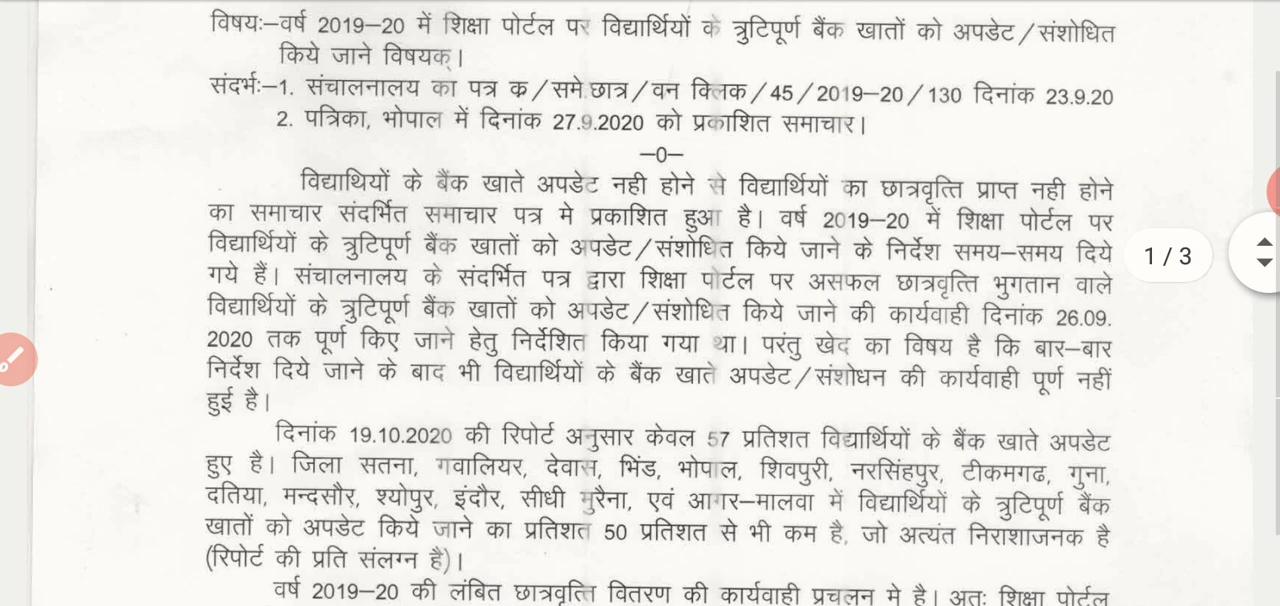 विषयः–वर्ष 2019–20 में शिक्षा पोर्टल पर विद्यार्थियों के त्रुटिपूर्ण बैंक खातों को अपडेट/संशोधित
किये जाने विषयक्।
संदर्भः–1. संचालनालय का पत्र क्र/समे.छात्र/वन क्लिक/45/2019–20/130 दिनांक 23.9.20
2. पत्रिका, भोपाल में दिनांक 27.9.2020 को प्रकाशित समाचार।
–0–
विद्याथियों के बैंक खाते अपडेट नही होने से विद्यार्थियों का छात्रवृत्ति प्राप्त नही होने
का समाचार संदर्भित समाचार पत्र मे प्रकाशित हुआ है। वर्ष 2019–20 में शिक्षा पोर्टल पर
विद्यार्थियों के त्रुटिपूर्ण बैंक खातों को अपडेट/संशोधित किये जाने के निर्देश समय–समय दिये
गये हैं। संचालनालय के संदर्भित पत्र द्वारा शिक्षा पोर्टल पर असफल छात्रवृत्ति भुगतान वाले
विद्यार्थियों के त्रुटिपूर्ण बैंक खातों को अपडेट/संशोधित किये जाने की कार्यवाही दिनांक 26.09.
2020 तक पूर्ण किए जाने हेतु निर्देशित किया गया था। परंतु खेद का विषय है कि बार–बार
निर्देश दिये जाने के बाद भी विद्यार्थियों के बैंक खाते अपडेट/संशोधन की कार्यवाही पूर्ण नहीं
हुई है।
दिनांक 19.10.2020 की रिपोर्ट अनुसार केवल 57 प्रतिशत विद्यार्थियों के बैंक खाते अपडेट
हुए है। जिला सतना, गवालियर, देवास, भिंड, भोपाल, शिवपुरी, नरसिंहपुर, टीकमगढ, गुना,
दतिया, मन्दसौर, श्योपुर, इंदौर, सीधी मुरैना, एवं आगर–मालवा में विद्यार्थियों के त्रुटिपूर्ण बैंक
खातों को अपडेट किये जाने का प्रतिशत 50 प्रतिशत से भी कम है, जो अत्यंत निराशाजनक है
(रिपोर्ट की प्रति संलग्न है)।
वर्ष 2019–20 की लंबित छात्रवृत्ति वितरण की कार्यवाही प्रचलन मे है। अतः शिक्षा पोर्टल
1 / 3